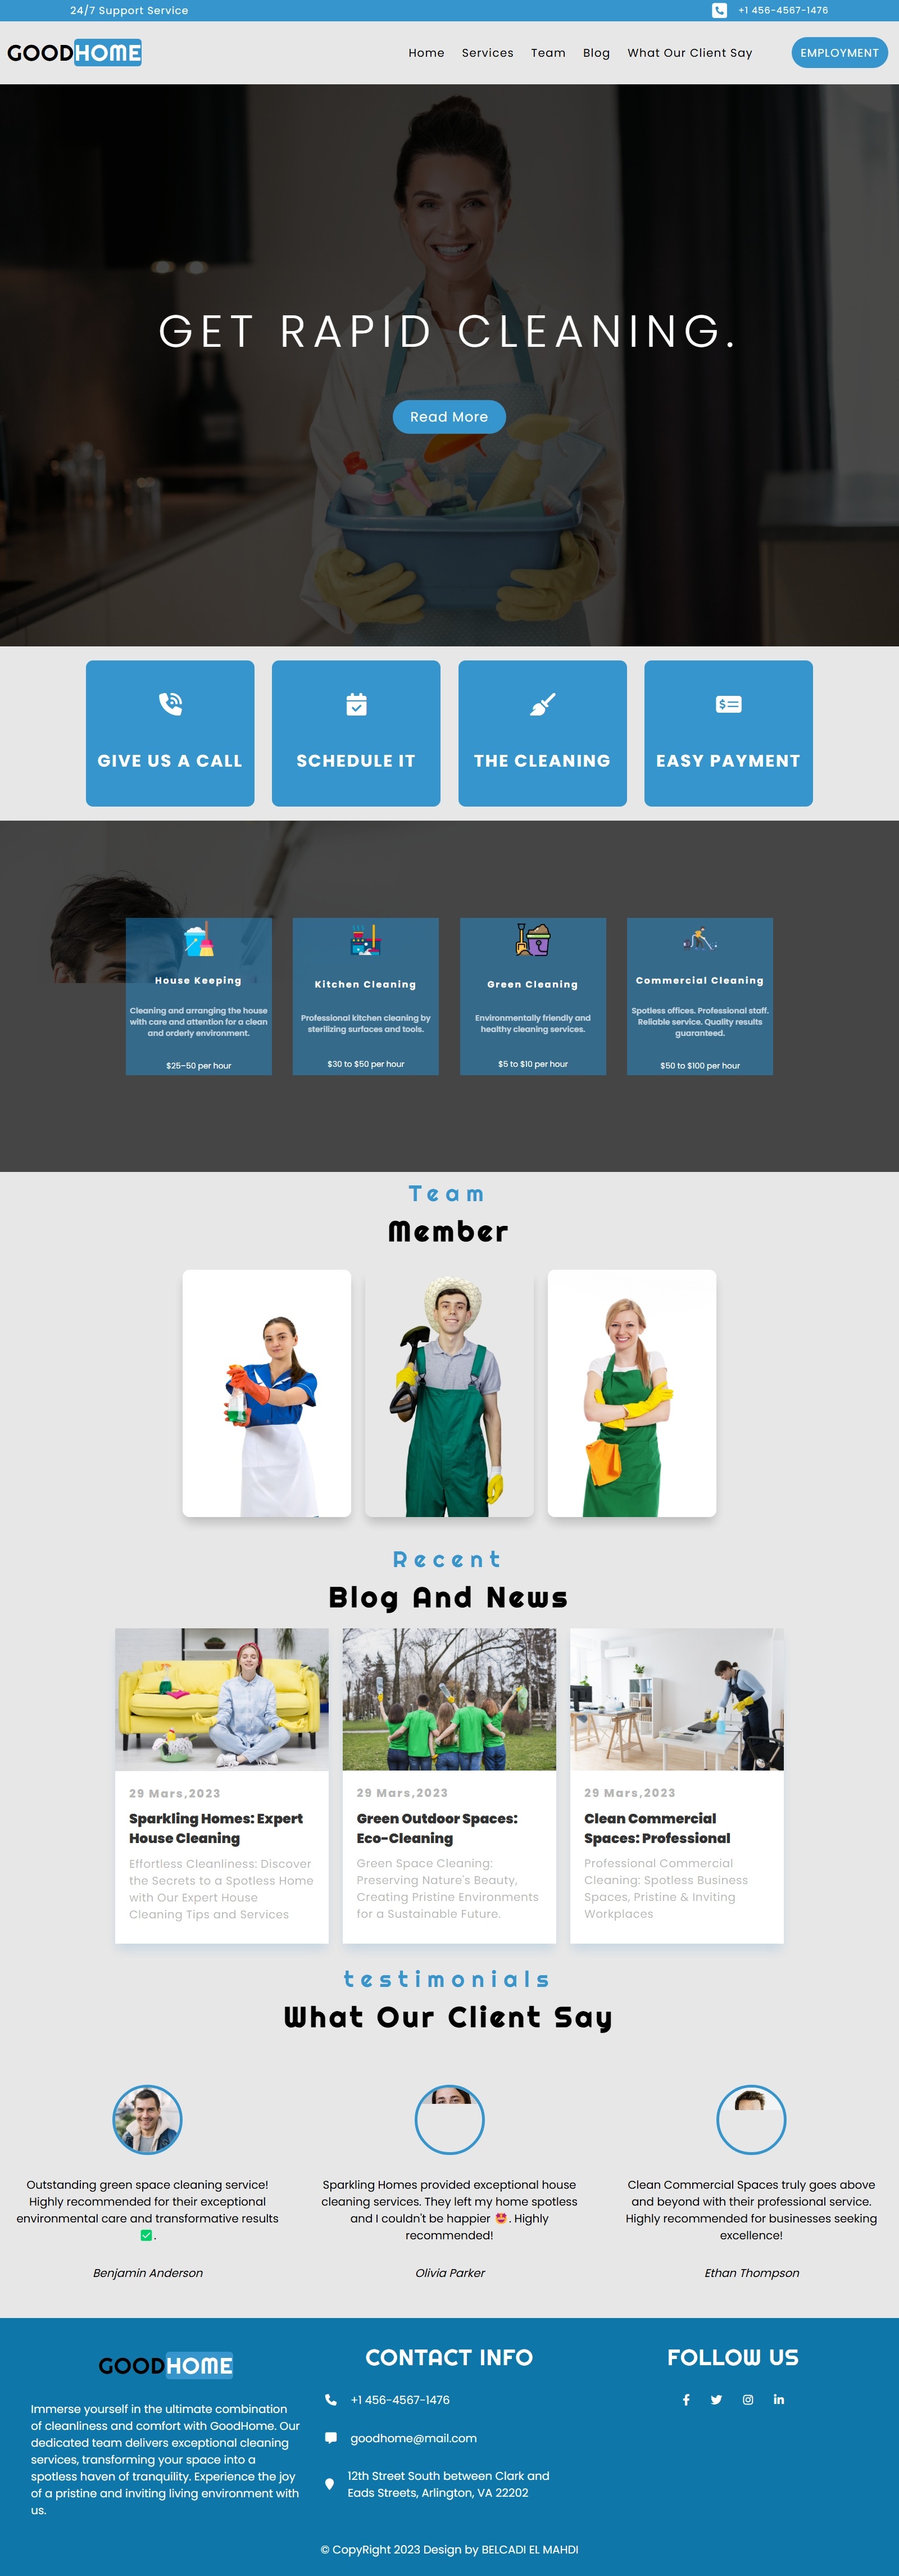 24/7 Support Service
+1 456-4567-1476
GOODHOME
Home Services Team Blog What Our Client Say
EMPLOYMENT
GET RAPID CLEANING.
Read More
GIVE US A CALL
SCHEDULE IT
THE CLEANING
EASY PAYMENT
House Keeping
Cleaning and arranging the house
with care and attention for a clean
and orderly environment.
$25–50 per hour
Kitchen Cleaning
Professional kitchen cleaning by
sterilizing surfaces and tools.
$30 to $50 per hour
Green Cleaning
Environmentally friendly and
healthy cleaning services.
$5 to $10 per hour
Commercial Cleaning
Spotless offices. Professional staff.
Reliable service. Quality results
guaranteed.
$50 to $100 per hour
Team
Member
Recent
Blog And News
29 Mars,2023
Sparkling Homes: Expert
House Cleaning
Effortless Cleanliness: Discover
the Secrets to a Spotless Home
with Our Expert House
Cleaning Tips and Services
29 Mars,2023
Green Outdoor Spaces:
Eco-Cleaning
Green Space Cleaning:
Preserving Nature's Beauty,
Creating Pristine Environments
for a Sustainable Future.
29 Mars,2023
Clean Commercial
Spaces: Professional
Professional Commercial
Cleaning: Spotless Business
Spaces, Pristine & Inviting
Workplaces
testimonials
What Our Client Say
Outstanding green space cleaning service!
Highly recommended for their exceptional
environmental care and transformative results
✅.
Benjamin Anderson
Sparkling Homes provided exceptional house
cleaning services. They left my home spotless
and I couldn't be happier 🤩. Highly
recommended!
Olivia Parker
Clean Commercial Spaces truly goes above
and beyond with their professional service.
Highly recommended for businesses seeking
excellence!
Ethan Thompson
GOODHOME
Immerse yourself in the ultimate combination
of cleanliness and comfort with GoodHome. Our
dedicated team delivers exceptional cleaning
services, transforming your space into a
spotless haven of tranquility. Experience the joy
of a pristine and inviting living environment with
us.
CONTACT INFO
+1 456-4567-1476
goodhome@mail.com
12th Street South between Clark and
Eads Streets, Arlington, VA 22202
FOLLOW US
© CopyRight 2023 Design by BELCADI EL MAHDI